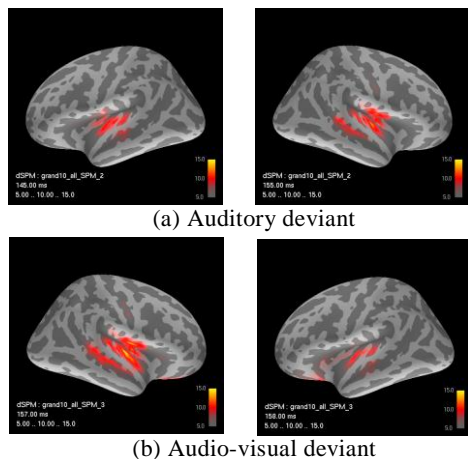 dSPM : grand10_all_SPM_2
145.00 ms
5.00 .. 10.00 .. 15.0
15.0
10.0
5.0
dSPM : grand10_all_SPM_2
155.00 ms
5.00 .. 10.00 .. 15.0
15.0
10.0
5.0
(a) Auditory deviant
dSPM : grand10_all_SPM_3
157.00 ms
5.00 .. 10.00 .. 15.0
15.0
10.0
5.0
dSPM : grand10_all_SPM_3
158.00 ms
5.00 .. 10.00 .. 15.0
15.0
10.0
5.0
(b) Audio-visual deviant